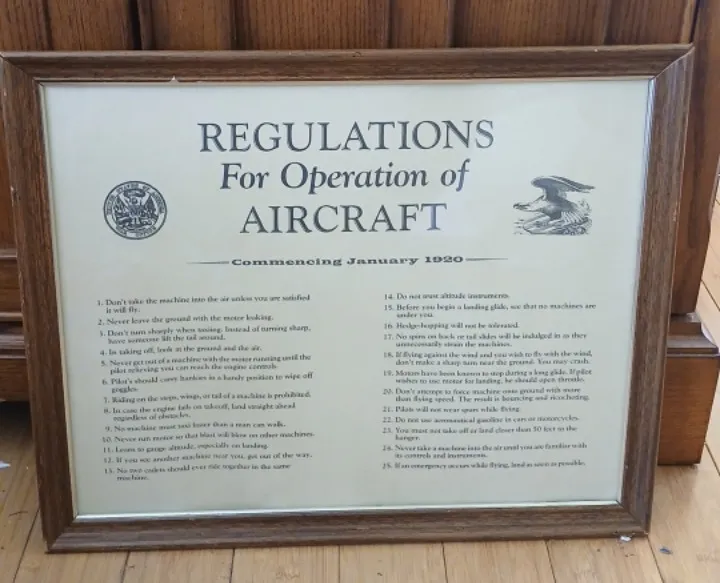 REGULATIONS
For Operation of
AIRCRAFT
Commencing January 1920
1. Don't take the machine into the air unless you are satisfied
it will fly.
2. Never leave the ground with the motor leaking.
3. Don't turn sharply when taxiing. Instead of turning sharp,
have someone lift the tail around.
4. In taking off, look at the ground and the air.
5. Never get out of a machine with the motor running until the
pilot relieving you can reach the engine controls.
6. Pilot's should carry hankies in a handy position to wipe off
goggles.
7. Riding on the steps, wings, or tail of a machine is prohibited.
8. In case the engine fails on takeoff, land straight ahead
regardless of obstacles.
9. No machine must taxi faster than a man can walk.
10. Never run motor so that blast will blow on other machines.
11. Learn to gauge altitude, especially on landing.
12. If you see another machine near you, get out of the way.
13. No two cadets should ever ride together in the same
machine.
14. Do not trust altitude instruments.
15. Before you begin a landing glide, see that no machines are
under you.
16. Hedge-hopping will not be tolerated.
17. No spins on back or tail slides will be indulged in as they
unnecessarily strain the machines.
18. If flying against the wind and you wish to fly with the wind,
don't make a sharp turn near the ground. You may crash.
19. Motors have been known to stop during a long glide. If pilot
wishes to use motor for landing, he should open throttle.
20. Don't attempt to force machine onto ground with more
than flying speed. The result is bouncing and ricocheting.
21. Pilots will not wear spurs while flying.
22. Do not use aeronautical gasoline in cars or motorcycles.
23. You must not take off or land closer than 50 feet to the
hangar.
24. Never take a machine into the air until you are familiar with
its controls and instruments.
25. If an emergency occurs while flying, land as soon as possible.